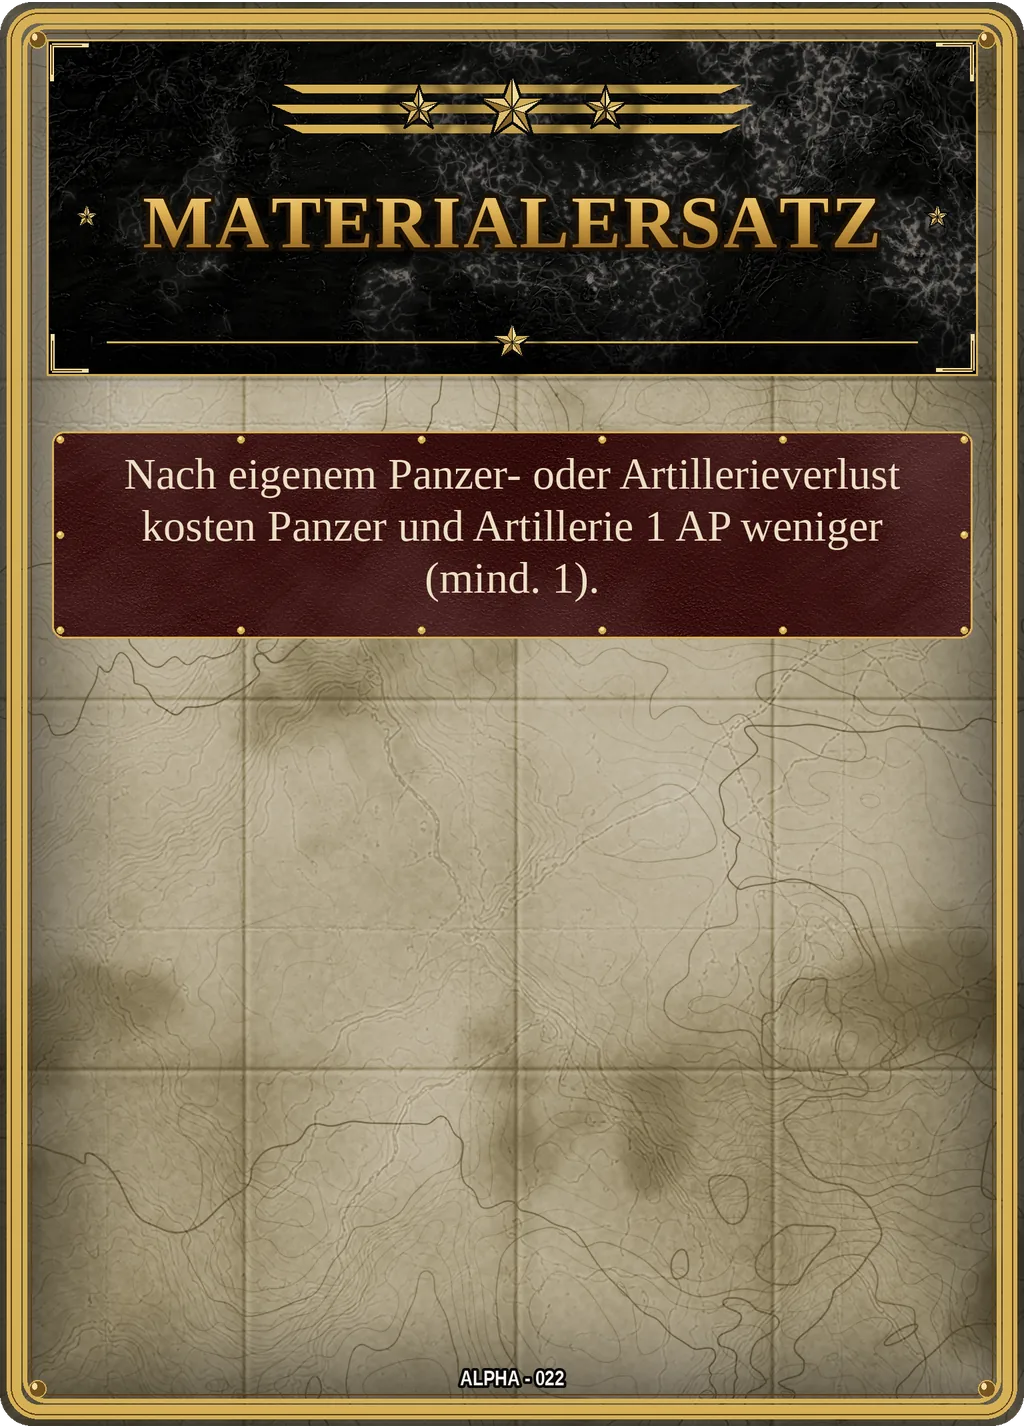 MATERIALERSATZ
Nach eigenem Panzer- oder Artillerieverlust
kosten Panzer und Artillerie 1 AP weniger
(mind. 1).
ALPHA - 022